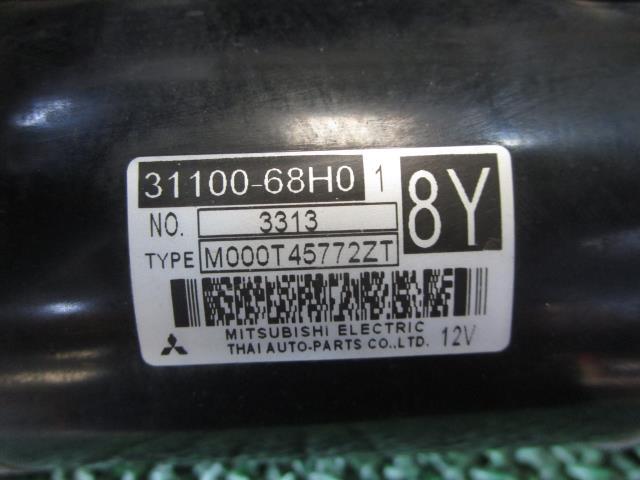 31100-68H0 1
8Y
NO. 3313
TYPE M000T45772ZT
MITSUBISHI ELECTRIC
THAI AUTO-PARTS CO.,LTD. 12V